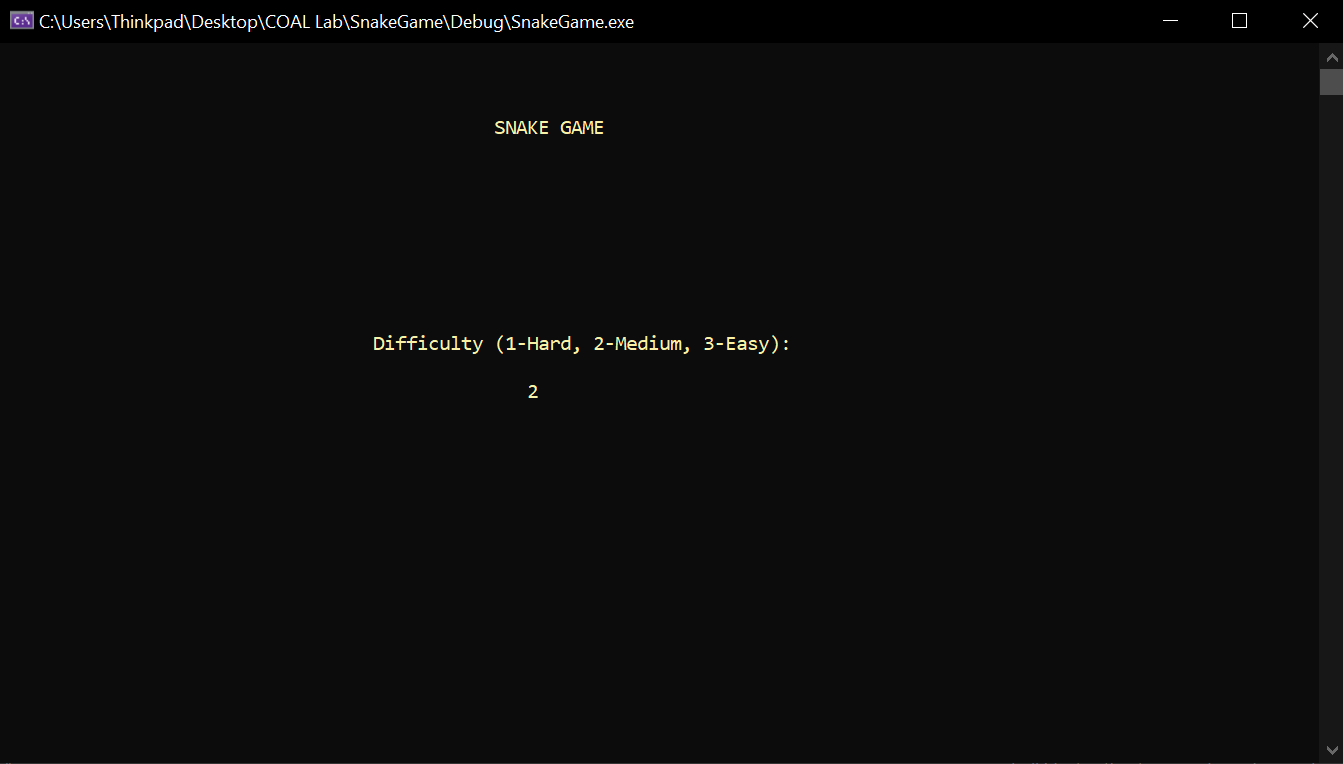 C:\Users\Thinkpad\Desktop\COAL Lab\SnakeGame\Debug\SnakeGame.exe
SNAKE GAME
Difficulty (1-Hard, 2-Medium, 3-Easy):
2